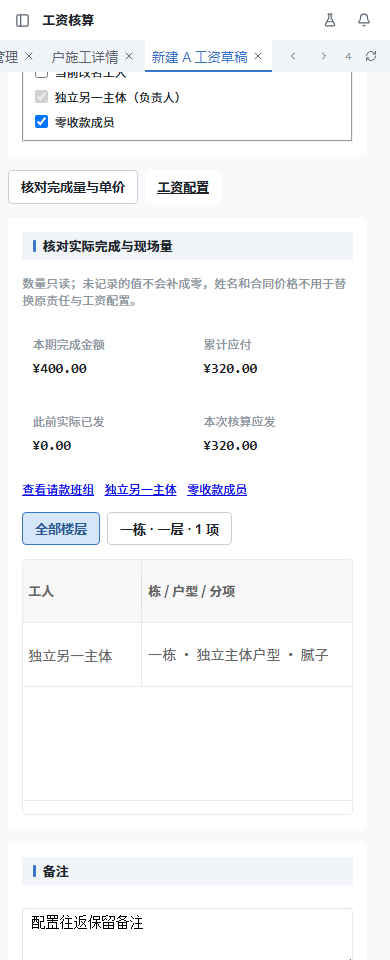 工资核算
管理 × 户施工详情 × 新建 A 工资草稿 × 4
当前改名工人
独立另一主体（负责人）
零收款成员
核对完成量与单价 工资配置
核对实际完成与现场量
数量只读；未记录的值不会补成零，姓名和合同价格不用于替
换原责任与工资配置。
本期完成金额 累计应付
¥400.00 ¥320.00
此前实际已发 本次核算应发
¥0.00 ¥320.00
查看请款班组 独立另一主体 零收款成员
全部楼层 一栋 · 一层 · 1 项
工人 栋 / 户型 / 分项
独立另一主体 一栋 · 独立主体户型 · 腻子
备注
配置往返保留备注